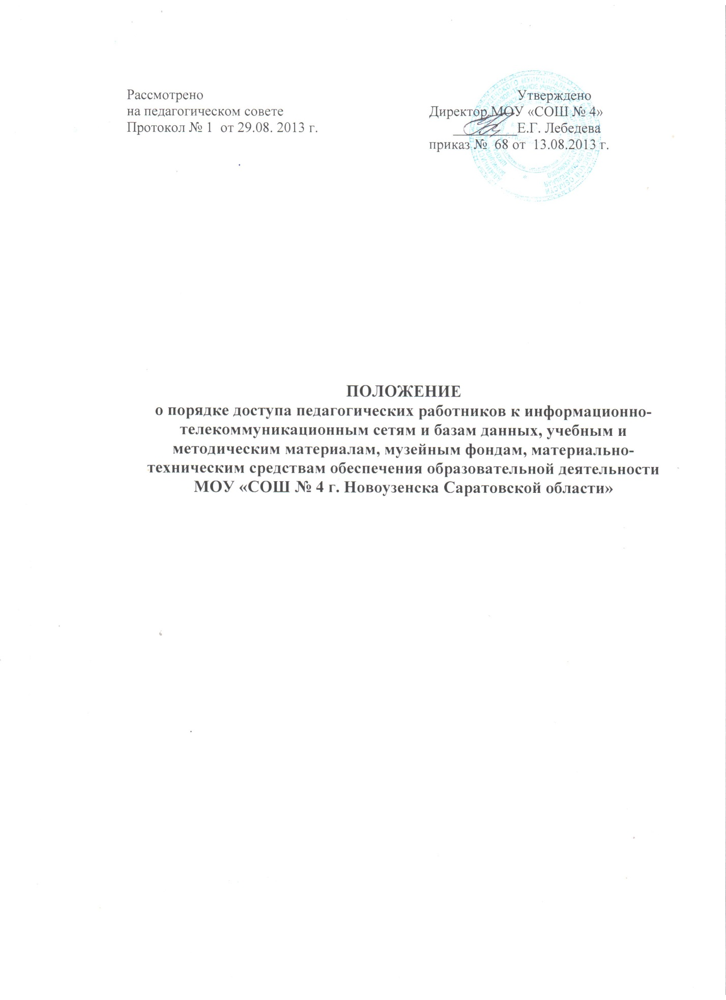 Рассмотрено
на педагогическом совете
Протокол № 1 от 29.08. 2013 г.
Утверждено
Директор МОУ «СОШ № 4»
__________Е.Г. Лебедева
приказ № 68 от 13.08.2013 г.
ПОЛОЖЕНИЕ
о порядке доступа педагогических работников к информационно-
телекоммуникационным сетям и базам данных, учебным и
методическим материалам, музейным фондам, материально-
техническим средствам обеспечения образовательной деятельности
МОУ «СОШ № 4 г. Новоузенска Саратовской области»